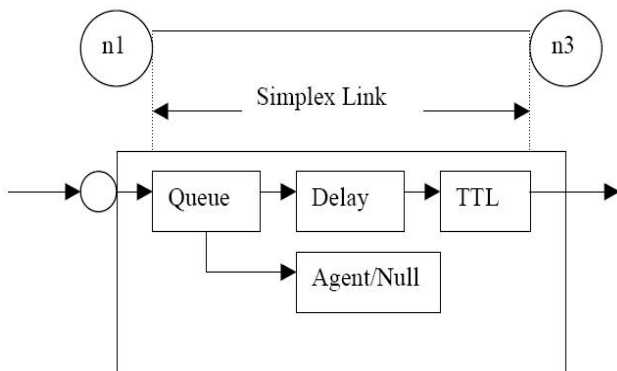 n1
n3
Simplex Link
Queue
Delay
TTL
Agent/Null